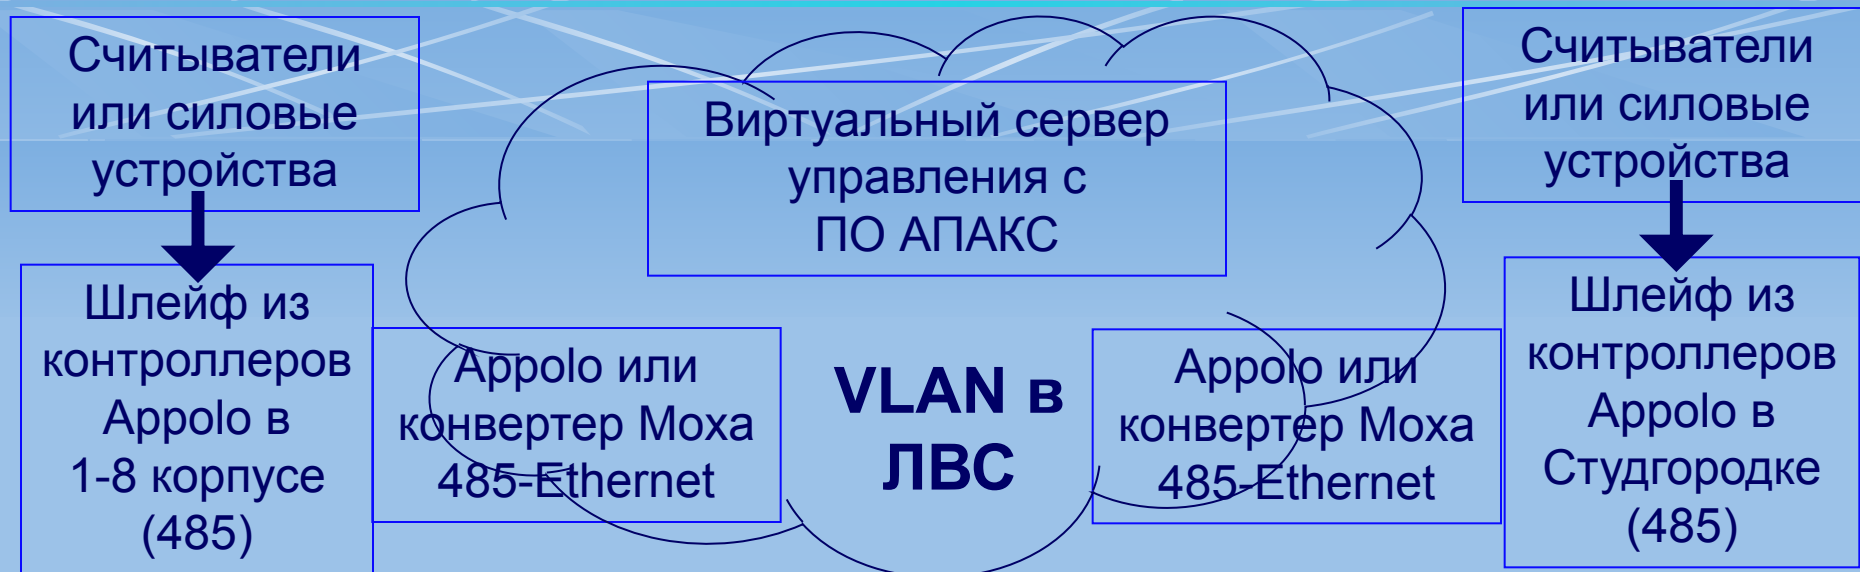 Считыватели
или силовые
устройства
Шлейф из
контроллеров
Appolo в
1-8 корпусе
(485)
Appolo или
конвертер Moxa
485-Ethernet
Виртуальный сервер
управления с
ПО АПАКС
VLAN в
ЛВС
Appolo или
конвертер Moxa
485-Ethernet
Считыватели
или силовые
устройства
Шлейф из
контроллеров
Appolo в
Студгородке
(485)